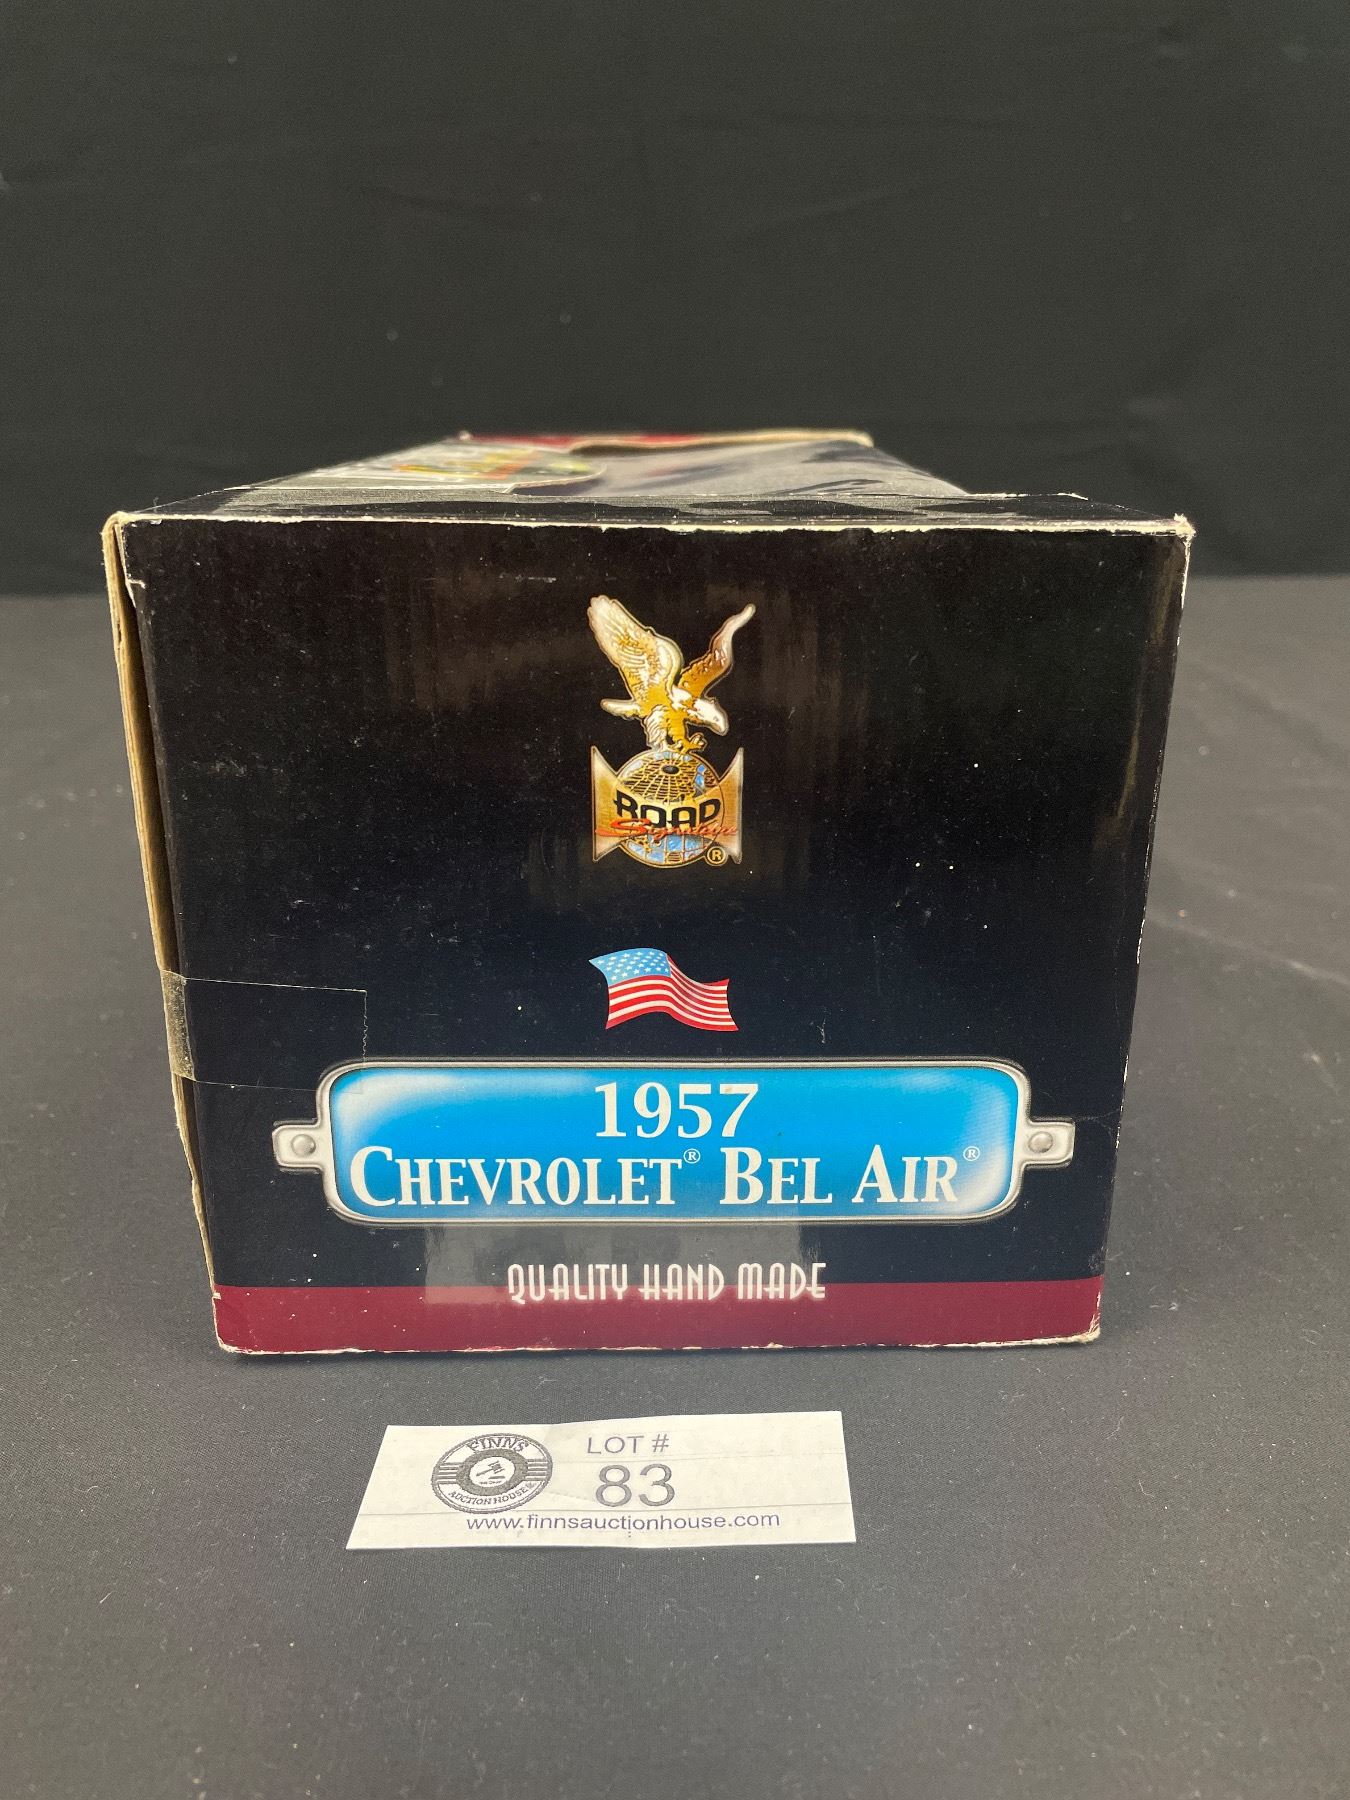 ROAD
Signature
®
1957
CHEVROLET® BEL AIR®
QUALITY HAND MADE
FINNS
AUCTION HOUSE
LOT #
83
www.finnsauctionhouse.com